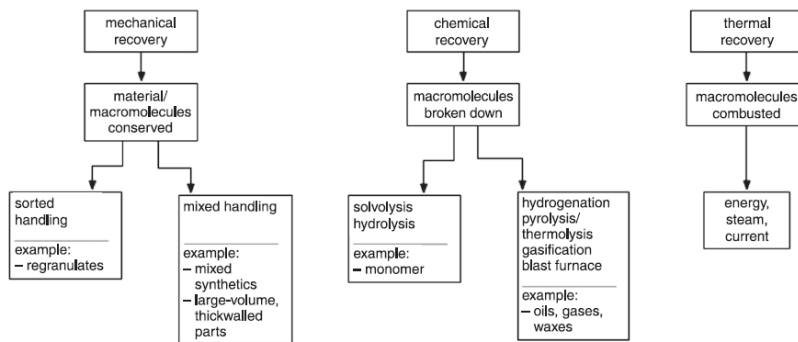 mechanical
recovery
material/
macromolecules
conserved
sorted
handling
example:
– regranulates
mixed handling
example:
– mixed
synthetics
– large-volume,
thickwalled
parts
chemical
recovery
macromolecules
broken down
solvolysis
hydrolysis
example:
– monomer
hydrogenation
pyrolysis/
thermolysis
gasification
blast furnace
example:
– oils, gases,
waxes
thermal
recovery
macromolecules
combusted
energy,
steam,
current